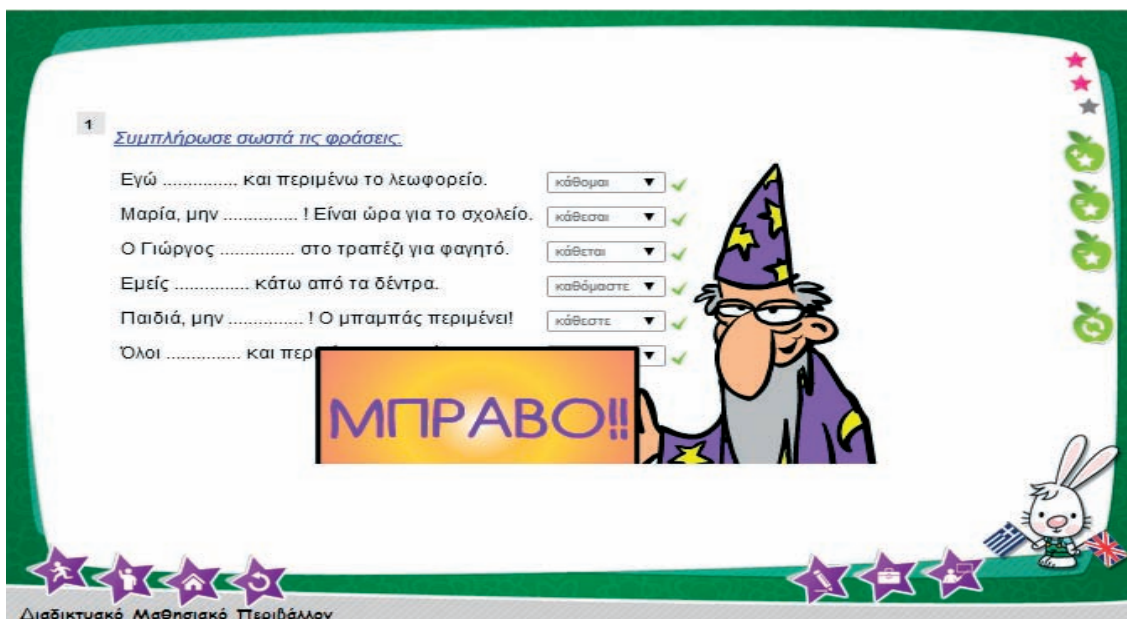 1
Συμπλήρωσε σωστά τις φράσεις.
Εγώ ............... και περιμένω το λεωφορείο. κάθομαι
Μαρία, μην ............... ! Είναι ώρα για το σχολείο. κάθεσαι
Ο Γιώργος ............... στο τραπέζι για φαγητό. κάθεται
Εμείς ............... κάτω από τα δέντρα. καθόμαστε
Παιδιά, μην ............... ! Ο μπαμπάς περιμένει! κάθεστε
Όλοι ............... και
ΜΠΡΑΒΟ!!
Διαδικτυακό Μαθησιακό Περιβάλλον